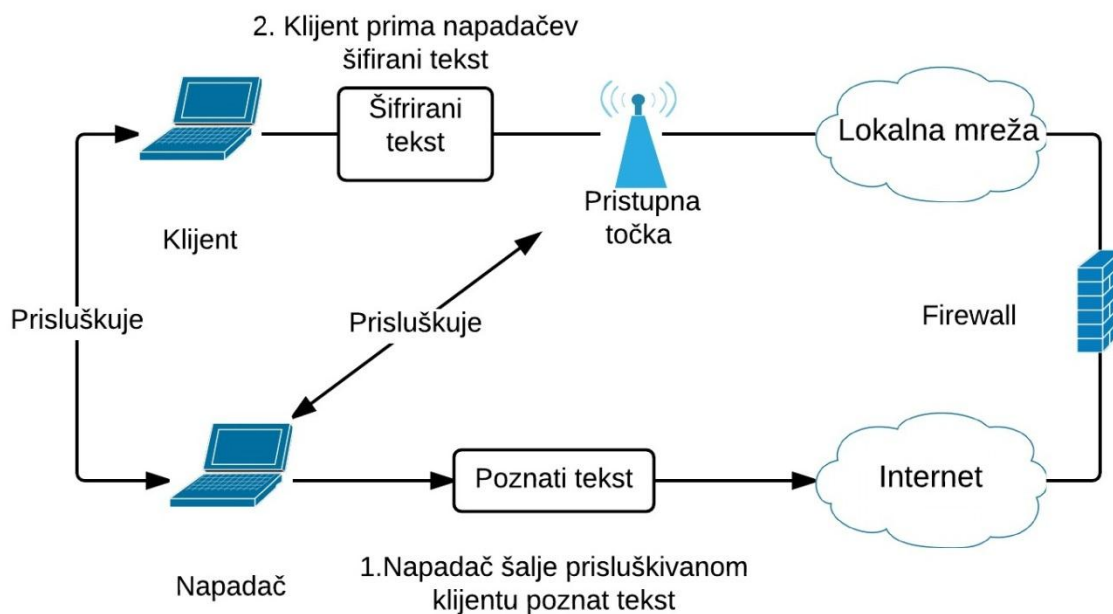 2. Klijent prima napadačev
šifirani tekst
Šifrirani
tekst
Lokalna mreža
Pristupna
točka
Klijent
Prisluškuje
Prisluškuje
Firewall
Poznati tekst
Internet
Napadač
1.Napadač šalje prisluškivanom
klijentu poznat tekst